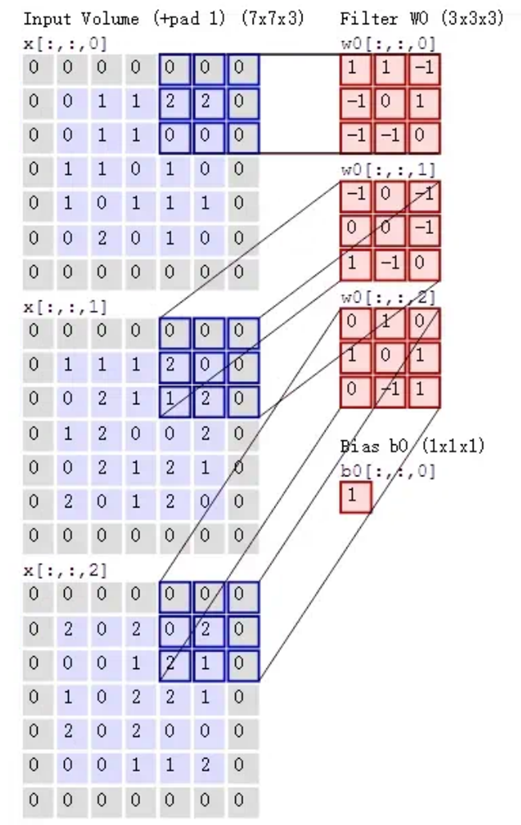 Input Volume (+pad 1) (7x7x3)
Filter W0 (3x3x3)
x[:,:,0]
0 0 0 0 0 0 0
0 0 1 1 2 2 0
0 0 1 1 0 0 0
0 1 1 0 1 0 0
0 1 0 1 1 1 0
0 0 2 0 1 0 0
0 0 0 0 0 0 0
x[:,:,1]
0 0 0 0 0 0 0
0 1 1 1 2 0 0
0 0 2 1 1 2 0
0 1 2 0 0 2 0
0 0 2 1 2 1 0
0 2 0 1 2 0 0
0 0 0 0 0 0 0
x[:,:,2]
0 0 0 0 0 0 0
0 2 0 2 0 2 0
0 0 0 1 2 1 0
0 1 0 2 2 1 0
0 2 0 2 0 0 0
0 0 0 1 1 2 0
0 0 0 0 0 0 0
w0[:,:,0]
1 1 -1
-1 0 1
-1 -1 0
w0[:,:,1]
-1 0 -1
0 0 -1
1 -1 0
w0[:,:,2]
0 1 0
1 0 1
0 -1 1
Bias b0 (1x1x1)
b0[:,:,0]
1